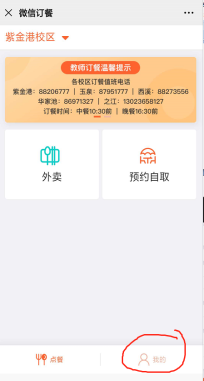 微信订餐
紫金港校区
教师订餐温馨提示
各校区订餐值班电话
紫金港：88206777 | 玉泉：87951777 | 西溪：88273556
华家池：86971327 | 之江：13023658127
订餐时间：中餐10:30前 | 晚餐16:30前
外卖
预约自取
点餐
我的